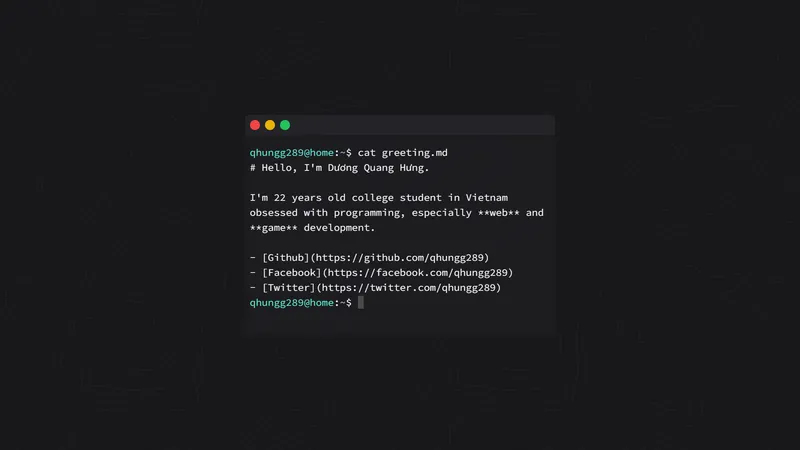 qhungg289@home:~$ cat greeting.md
# Hello, I'm Dương Quang Hưng.
I'm 22 years old college student in Vietnam
obsessed with programming, especially **web** and
**game** development.
- [Github](https://github.com/qhungg289)
- [Facebook](https://facebook.com/qhungg289)
- [Twitter](https://twitter.com/qhungg289)
qhungg289@home:~$